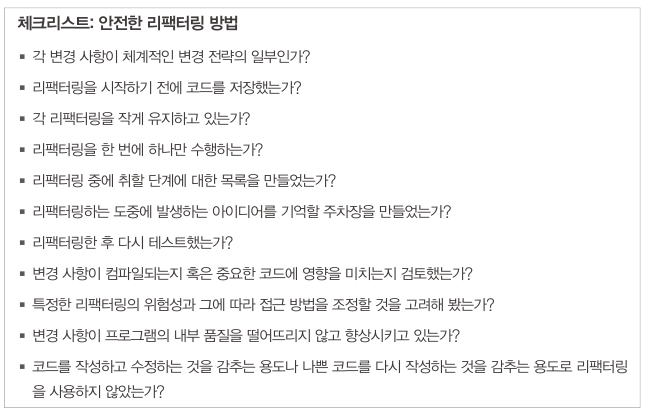 체크리스트: 안전한 리팩터링 방법
▪ 각 변경 사항이 체계적인 변경 전략의 일부인가?
▪ 리팩터링을 시작하기 전에 코드를 저장했는가?
▪ 각 리팩터링을 작게 유지하고 있는가?
▪ 리팩터링을 한 번에 하나만 수행하는가?
▪ 리팩터링 중에 취할 단계에 대한 목록을 만들었는가?
▪ 리팩터링하는 도중에 발생하는 아이디어를 기억할 주차장을 만들었는가?
▪ 리팩터링한 후 다시 테스트했는가?
▪ 변경 사항이 컴파일되는지 혹은 중요한 코드에 영향을 미치는지 검토했는가?
▪ 특정한 리팩터링의 위험성과 그에 따라 접근 방법을 조정할 것을 고려해 봤는가?
▪ 변경 사항이 프로그램의 내부 품질을 떨어뜨리지 않고 향상시키고 있는가?
▪ 코드를 작성하고 수정하는 것을 감추는 용도나 나쁜 코드를 다시 작성하는 것을 감추는 용도로 리팩터링
을 사용하지 않았는가?